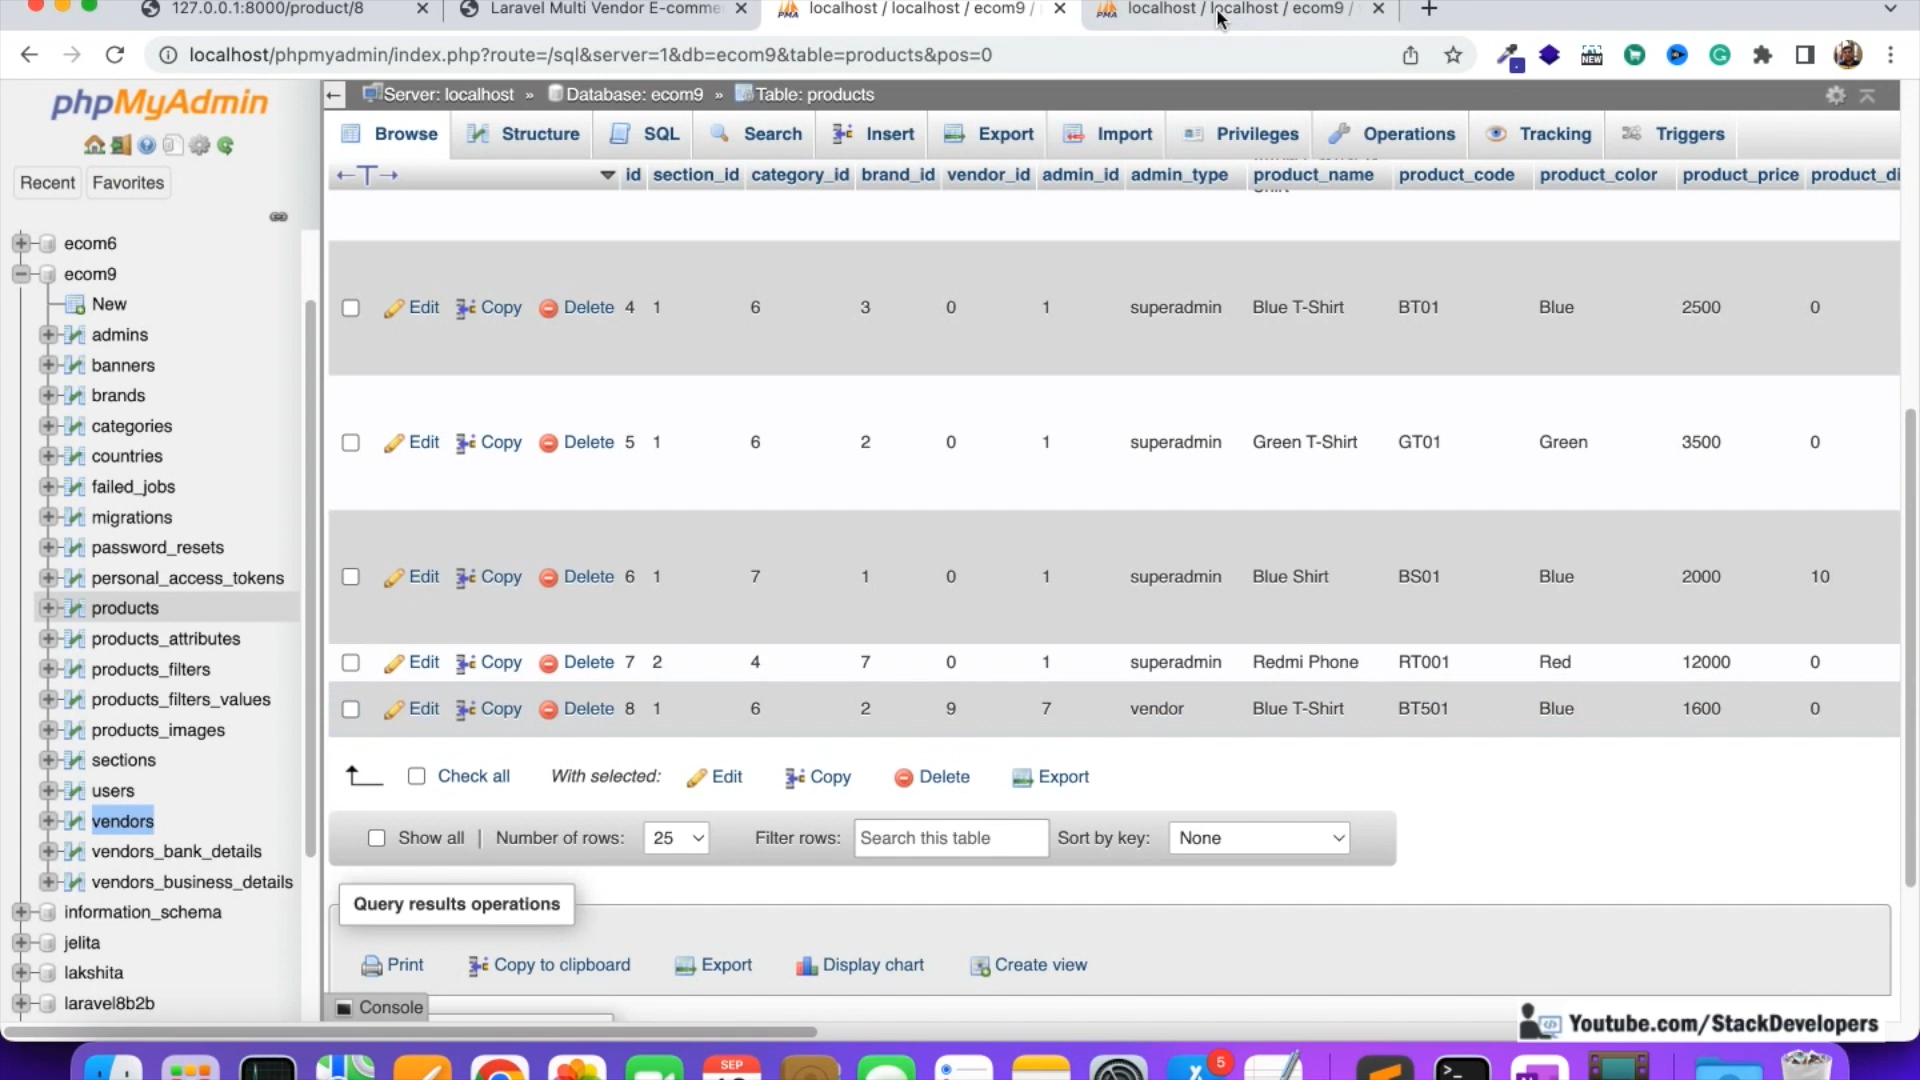 127.0.0.1:8000/product/8
Laravel Multi Vendor E-comme
localhost / localhost / ecom9 /
localhost / localhost / ecom9 /
localhost/phpmyadmin/index.php?route=/sql&server=1&db=ecom9&table=products&pos=0
NEW
phpMyAdmin
Recent Favorites
ecom6
ecom9
New
admins
banners
brands
categories
countries
failed_jobs
migrations
password_resets
personal_access_tokens
products
products_attributes
products_filters
products_filters_values
products_images
sections
users
vendors
vendors_bank_details
vendors_business_details
information_schema
jelita
lakshita
laravel8b2b
Server: localhost » Database: ecom9 » Table: products
Browse Structure SQL Search Insert Export Import Privileges Operations Tracking Triggers
←T→ id section_id category_id brand_id vendor_id admin_id admin_type product_name product_code product_color product_price product_di
Edit Copy Delete 4 1 6 3 0 1 superadmin Blue T-Shirt BT01 Blue 2500 0
Edit Copy Delete 5 1 6 2 0 1 superadmin Green T-Shirt GT01 Green 3500 0
Edit Copy Delete 6 1 7 1 0 1 superadmin Blue Shirt BS01 Blue 2000 10
Edit Copy Delete 7 2 4 7 0 1 superadmin Redmi Phone RT001 Red 12000 0
Edit Copy Delete 8 1 6 2 9 7 vendor Blue T-Shirt BT501 Blue 1600 0
Check all With selected: Edit Copy Delete Export
Show all | Number of rows: 25 Filter rows: Search this table Sort by key: None
Query results operations
Print Copy to clipboard Export Display chart Create view
Console
Youtube.com/StackDevelopers
SEP
5